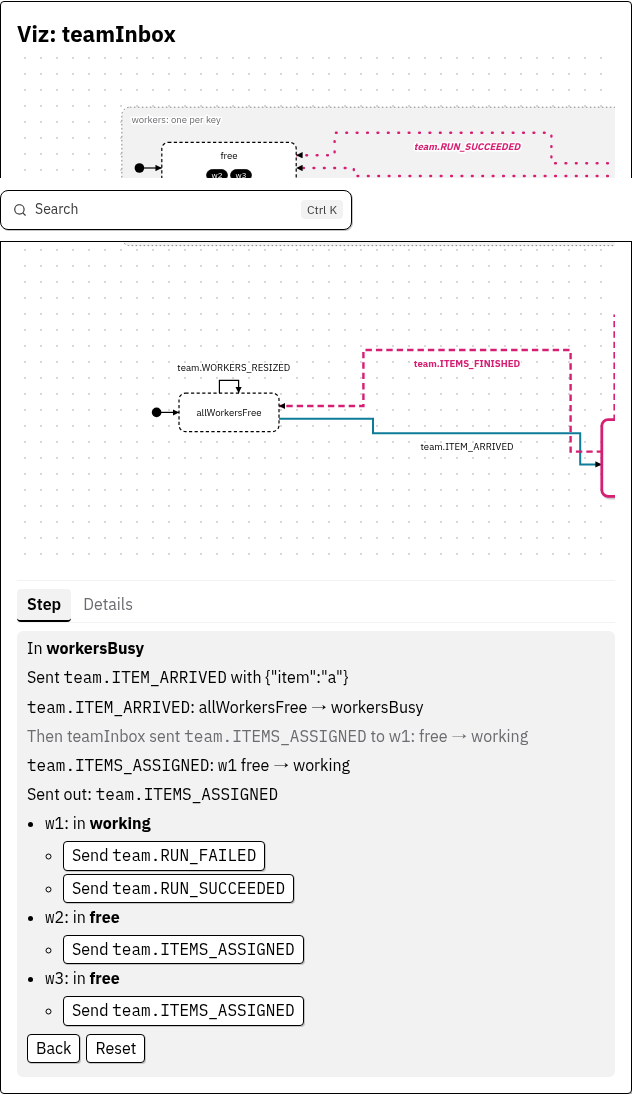 Viz: teamInbox
workers: one per key
free
team.RUN_SUCCEEDED
w2 w3
Search Ctrl K
team.WORKERS_RESIZED
team.ITEMS_FINISHED
allWorkersFree
team.ITEM_ARRIVED
Step Details
In workersBusy
Sent team.ITEM_ARRIVED with {"item":"a"}
team.ITEM_ARRIVED: allWorkersFree → workersBusy
Then teamInbox sent team.ITEMS_ASSIGNED to w1: free → working
team.ITEMS_ASSIGNED: w1 free → working
Sent out: team.ITEMS_ASSIGNED
• w1: in working
◦ Send team.RUN_FAILED
◦ Send team.RUN_SUCCEEDED
• w2: in free
◦ Send team.ITEMS_ASSIGNED
• w3: in free
◦ Send team.ITEMS_ASSIGNED
Back Reset